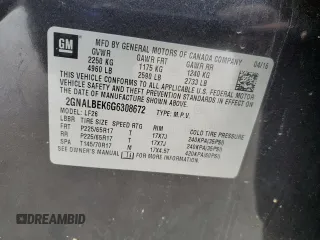 GM
MFD BY GENERAL MOTORS OF CANADA COMPANY
04/16
GVWR GAWR FRT GAWR RR
2250 KG 1175 KG 1240 KG
4960 LB 2590 LB 2733 LB
THIS VEHICLE CONFORMS TO ALL APPLICABLE
FEDERAL MOTOR VEHICLE SAFETY, BUMPER, AND
THEFT PREVENTION STANDARDS IN
EFFECT ON THE DATE OF
MANUFACTURE SHOWN ABOVE.
2GNALBEK6G6308672 TYPE: M.P.V.
MODEL: LF26
TIRE SIZE SPEED RTG RIM COLD TIRE PRESSURE
FRT P225/65R17 T 17X7J 240KPA(35PSI)
RR P225/65R17 T 17X7J 240KPA(35PSI)
SPA T145/70R17 M 17X4.5T 420KPA(60PSI)
SEE OWNER'S MANUAL
© AutoBidMaster